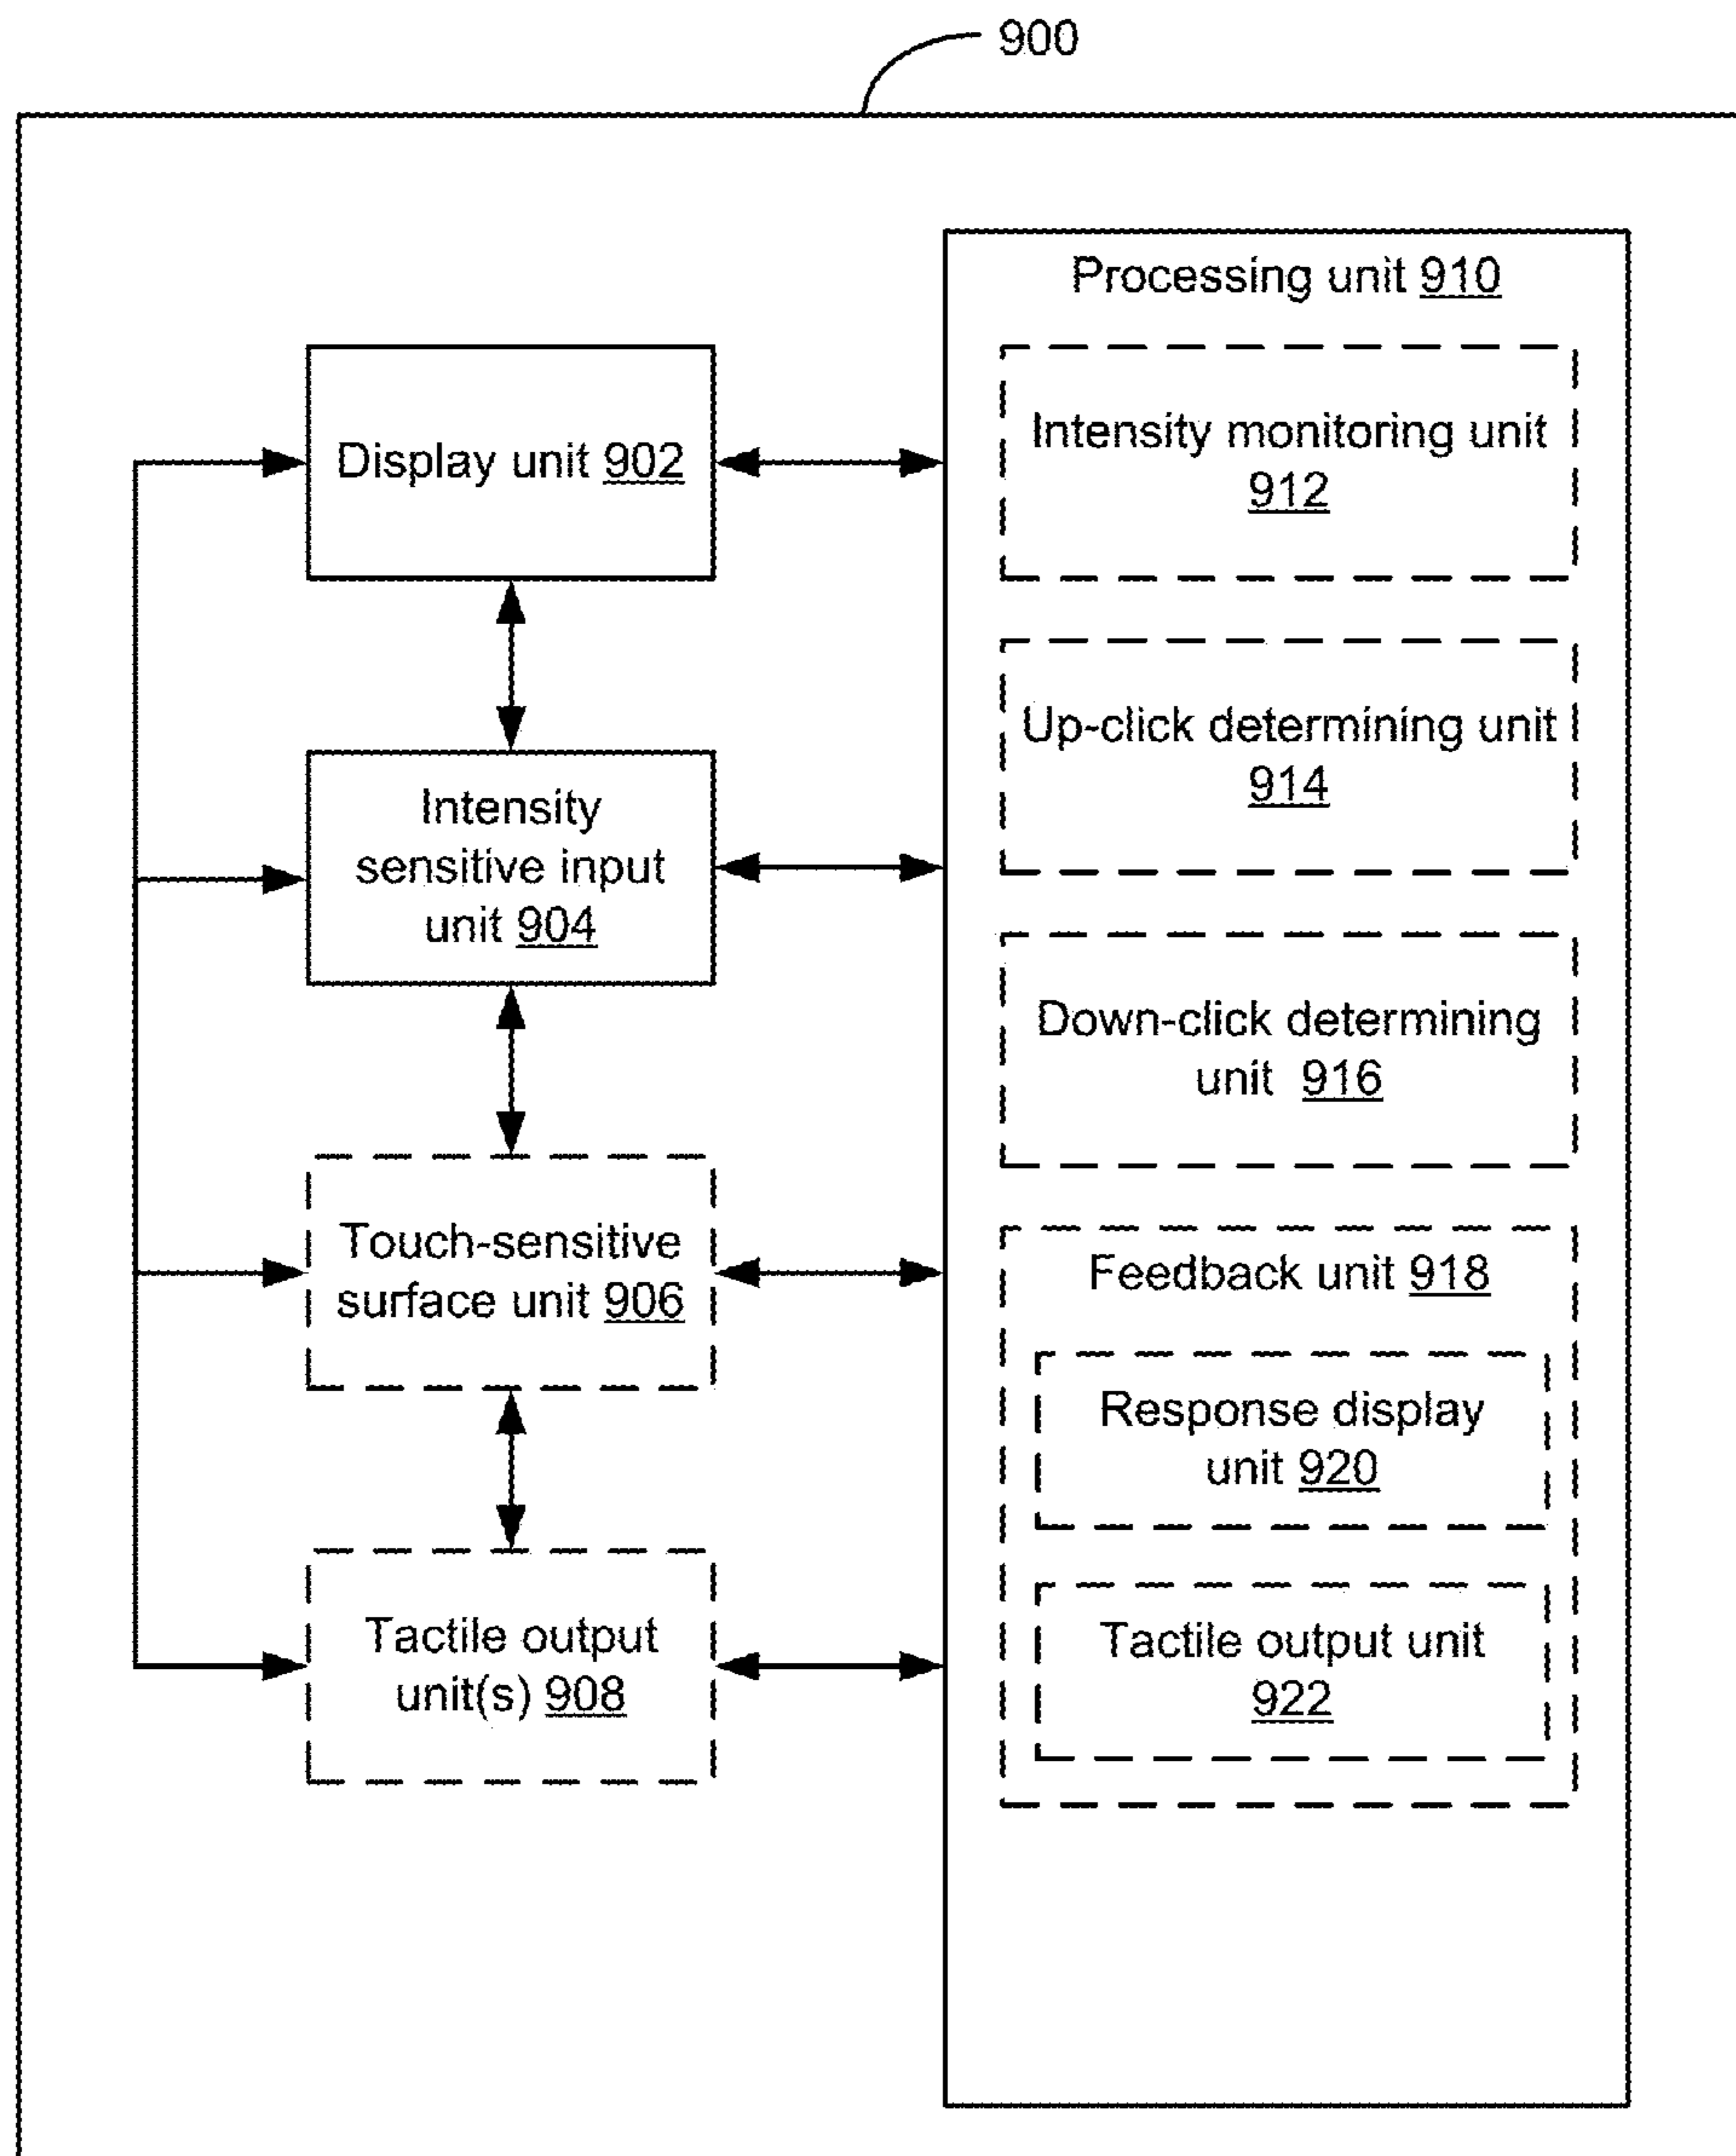 900
Processing unit 910
Display unit 902
Intensity monitoring unit
912
Up-click determining unit
914
Intensity
sensitive input
unit 904
Down-click determining
unit 916
Touch-sensitive
surface unit 906
Feedback unit 918
Response display
unit 920
Tactile output
unit(s) 908
Tactile output unit
922